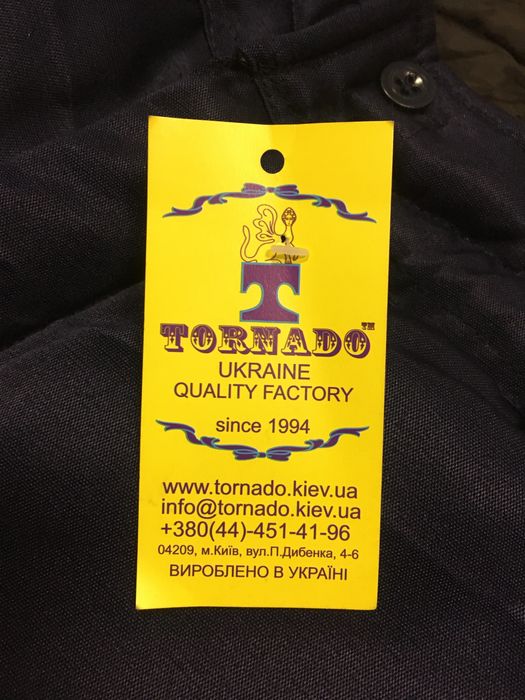 T
TORNADO™
UKRAINE
QUALITY FACTORY
since 1994
www.tornado.kiev.ua
info@tornado.kiev.ua
+380(44)-451-41-96
04209, м.Київ, вул.П.Дибенка, 4-6
ВИРОБЛЕНО В УКРАЇНІ